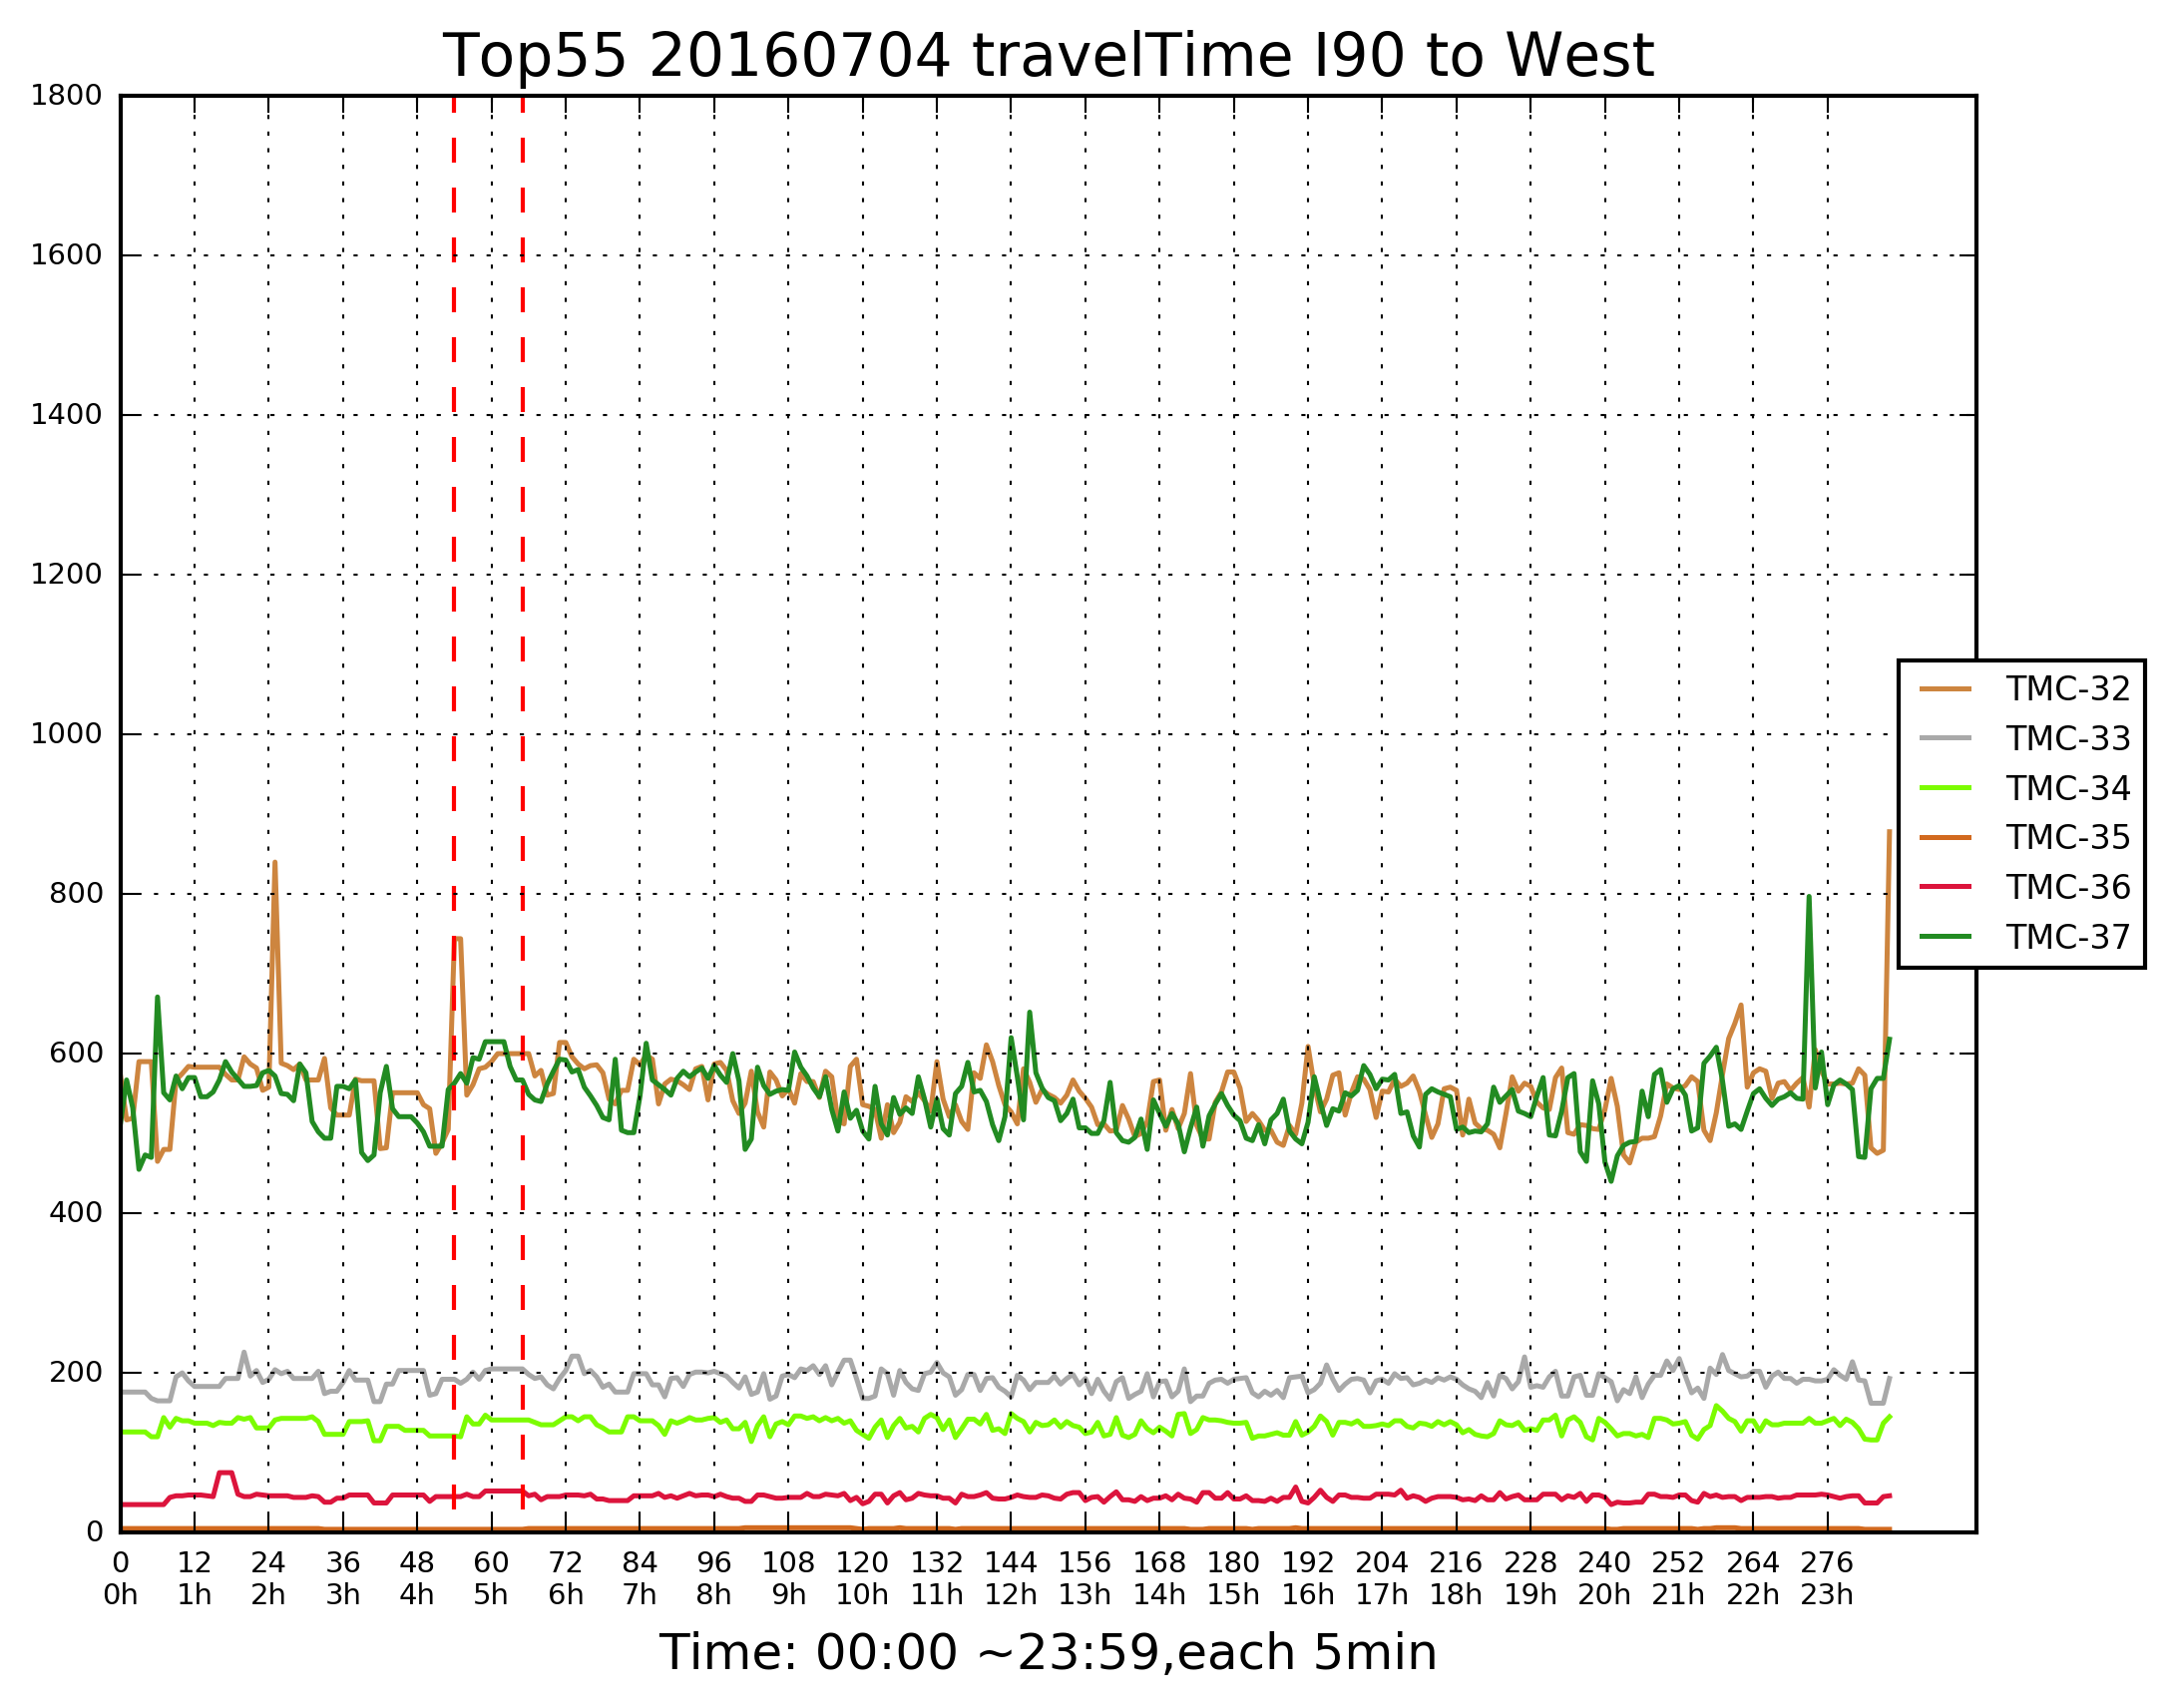 Top55 20160704 travelTime I90 to West
1800
1600
1400
1200
1000
800
600
400
200
0
TMC-32
TMC-33
TMC-34
TMC-35
TMC-36
TMC-37
0 12 24 36 48 60 72 84 96 108 120 132 144 156 168 180 192 204 216 228 240 252 264 276
0h 1h 2h 3h 4h 5h 6h 7h 8h 9h 10h 11h 12h 13h 14h 15h 16h 17h 18h 19h 20h 21h 22h 23h
Time: 00:00 ~23:59,each 5min